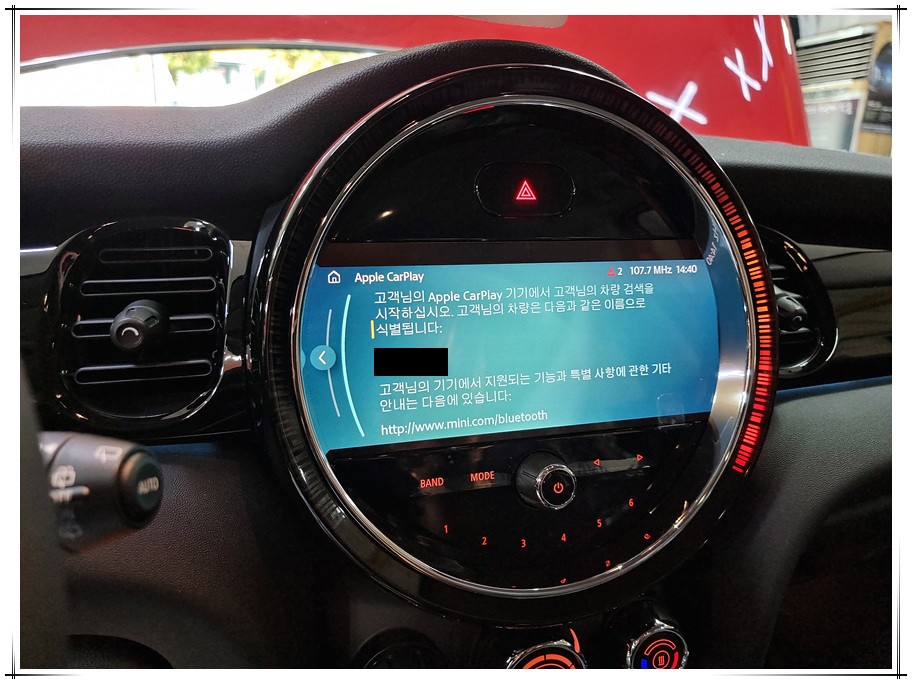 Apple CarPlay
2 107.7 MHz 14:40
고객님의 Apple CarPlay 기기에서 고객님의 차량 검색을
시작하십시오. 고객님의 차량은 다음과 같은 이름으로
식별됩니다:
고객님의 기기에서 지원되는 기능과 특별 사항에 관한 기타
안내는 다음에 있습니다:
http://www.mini.com/bluetooth
BAND MODE
1 2 3 4 5 6
AUTO